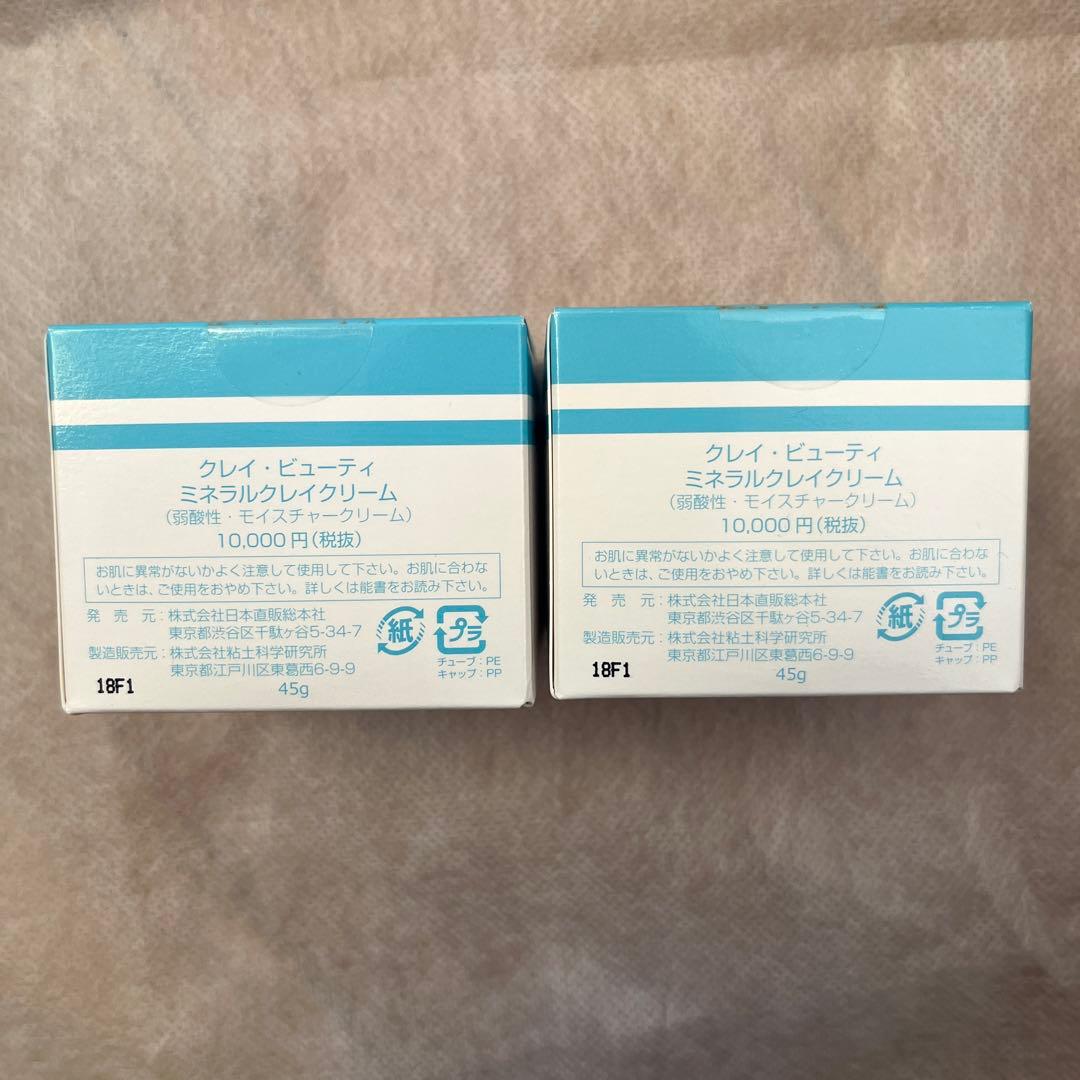 クレイ・ビューティ
ミネラルクレイクリーム
(弱酸性・モイスチャークリーム)
10,000円(税抜)
お肌に異常がないかよく注意して使用して下さい。お肌に合わな
いときは、ご使用をおやめ下さい。詳しくは能書をお読み下さい。
発売元:株式会社日本直販総本社
東京都渋谷区千駄ヶ谷5-34-7
製造販売元:株式会社粘土科学研究所
東京都江戸川区東葛西6-9-9
紙
プラ
チューブ:PE
キャップ:PP
18F1
45g
クレイ・ビューティ
ミネラルクレイクリーム
(弱酸性・モイスチャークリーム)
10,000円(税抜)
お肌に異常がないかよく注意して使用して下さい。お肌に合わな
いときは、ご使用をおやめ下さい。詳しくは能書をお読み下さい。
発売元:株式会社日本直販総本社
東京都渋谷区千駄ヶ谷5-34-7
製造販売元:株式会社粘土科学研究所
東京都江戸川区東葛西6-9-9
紙
プラ
チューブ:PE
キャップ:PP
18F1
45g